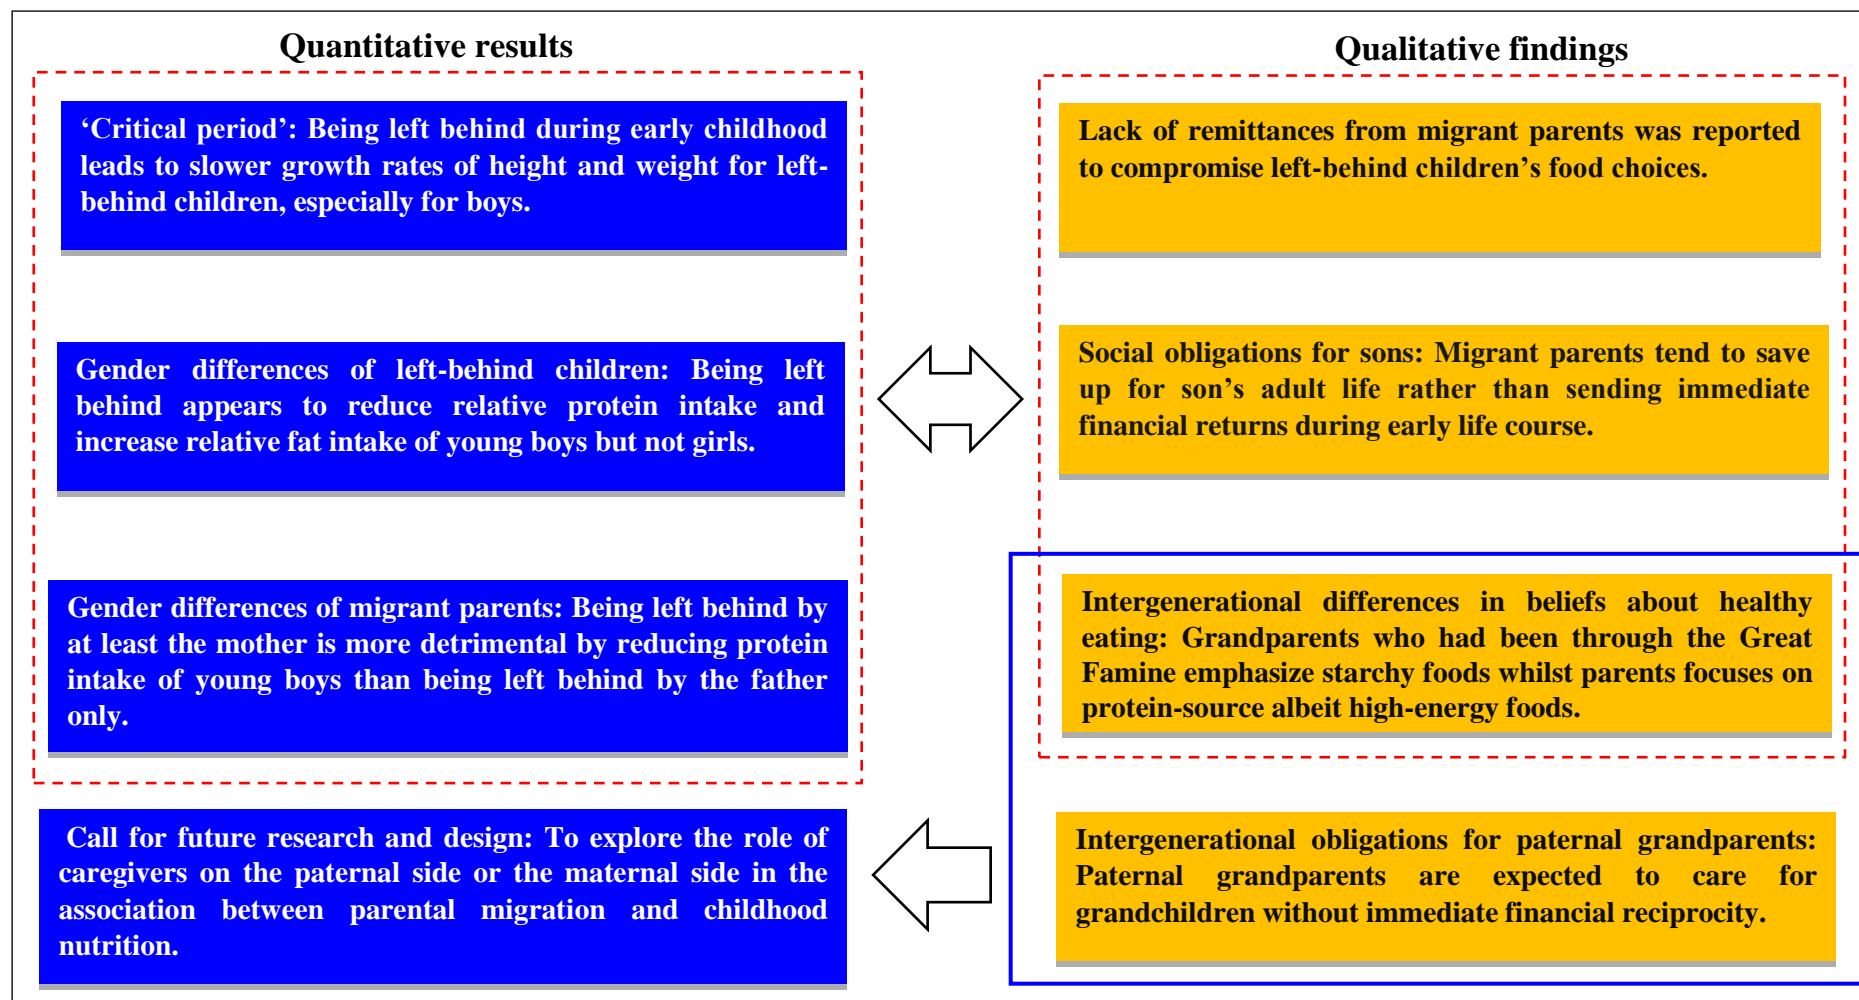 Quantitative results
‘Critical period’: Being left behind during early childhood
leads to slower growth rates of height and weight for left-
behind children, especially for boys.
Gender differences of left-behind children: Being left
behind appears to reduce relative protein intake and
increase relative fat intake of young boys but not girls.
Gender differences of migrant parents: Being left behind by
at least the mother is more detrimental by reducing protein
intake of young boys than being left behind by the father
only.
Call for future research and design: To explore the role of
caregivers on the paternal side or the maternal side in the
association between parental migration and childhood
nutrition.
Qualitative findings
Lack of remittances from migrant parents was reported
to compromise left-behind children’s food choices.
Social obligations for sons: Migrant parents tend to save
up for son’s adult life rather than sending immediate
financial returns during early life course.
Intergenerational differences in beliefs about healthy
eating: Grandparents who had been through the Great
Famine emphasize starchy foods whilst parents focuses on
protein-source albeit high-energy foods.
Intergenerational obligations for paternal grandparents:
Paternal grandparents are expected to care for
grandchildren without immediate financial reciprocity.